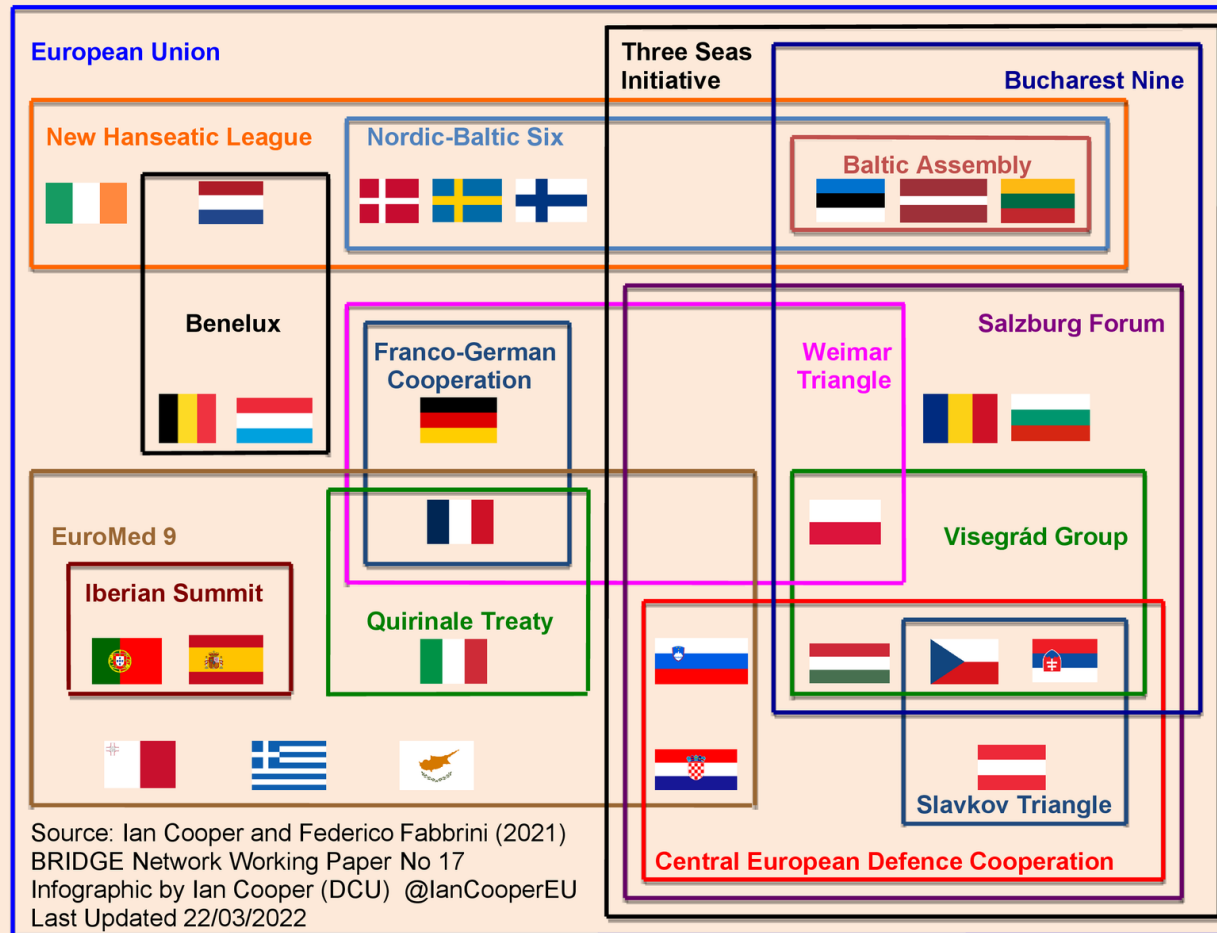 European Union
Three Seas
Initiative
Bucharest Nine
New Hanseatic League
Nordic-Baltic Six
Baltic Assembly
Benelux
Franco-German
Cooperation
Weimar
Triangle
Salzburg Forum
EuroMed 9
Visegrád Group
Iberian Summit
Quirinale Treaty
Slavkov Triangle
Central European Defence Cooperation
Source: Ian Cooper and Federico Fabbrini (2021)
BRIDGE Network Working Paper No 17
Infographic by Ian Cooper (DCU) @IanCooperEU
Last Updated 22/03/2022